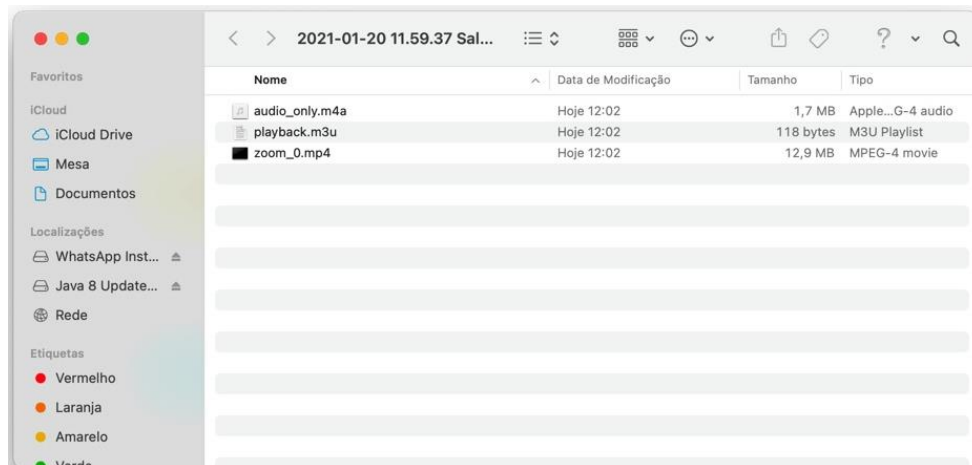 2021-01-20 11.59.37 Sal...
Favoritos
iCloud
iCloud Drive
Mesa
Documentos
Localizações
WhatsApp Inst...
Java 8 Update...
Rede
Etiquetas
Vermelho
Laranja
Amarelo
Verde
Nome Data de Modificação Tamanho Tipo
audio_only.m4a Hoje 12:02 1,7 MB Apple...G-4 audio
playback.m3u Hoje 12:02 118 bytes M3U Playlist
zoom_0.mp4 Hoje 12:02 12,9 MB MPEG-4 movie